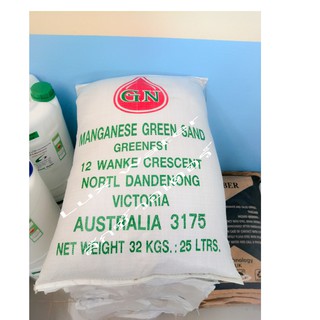 GN
MANGANESE GREEN SAND
GREENFST
12 WANKE CRESCENT
NORTL DANDENONG
VICTORIA
AUSTRALIA 3175
NET WEIGHT 32 KGS.: 25 LTRS.